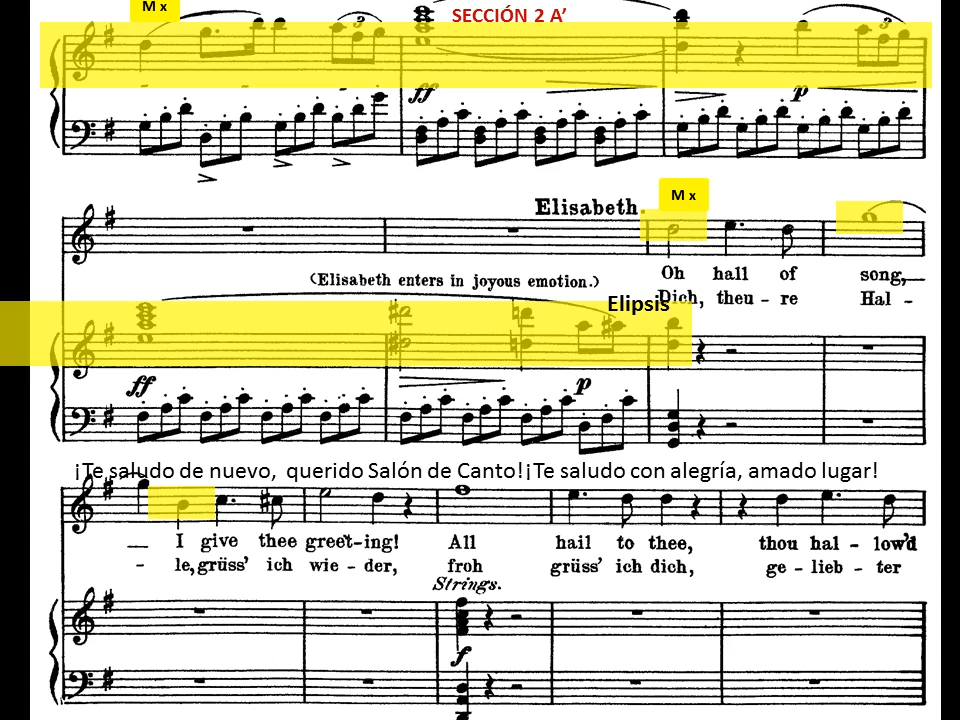 M x
SECCIÓN 2 A’
3
3
ff
p
M x
Elisabeth.
Oh hall of song,
(Elisabeth enters in joyous emotion.)
Elipsis
Dich, theu - re Hal -
ff
p
¡Te saludo de nuevo, querido Salón de Canto!¡Te saludo con alegría, amado lugar!
I give thee greet-ing! All hail to thee, thou hal - low'd
- le, grüss' ich wie - der, froh grüss' ich dich, ge - lieb - ter
Strings.
f